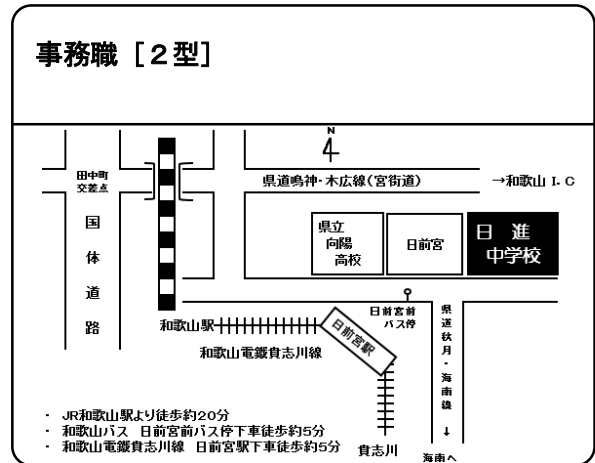 事務職［２型］
N
田中町
交差点
県道鳴神・木広線（宮街道）
→和歌山 I. C
国体道路
県立
向陽
高校
日前宮
日 進
中学校
日前宮前
バス停
和歌山駅
日前宮駅
県道秋月・海南線
↓
和歌山電鐵貴志川線
・ JR和歌山駅より徒歩約20分
・ 和歌山バス 日前宮前バス停下車徒歩約5分
・ 和歌山電鐵貴志川線 日前宮駅下車徒歩約5分
貴志川
海南へ